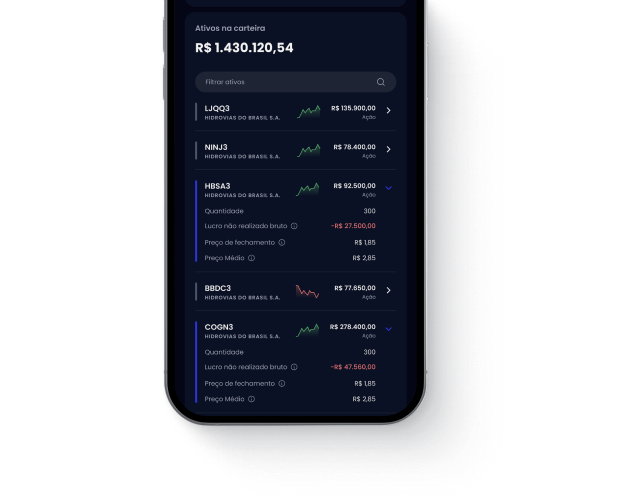 Ativos na carteira
R$ 1.430.120,54
Filtrar ativos
LJQQ3
R$ 135.900,00
HIDROVIAS DO BRASIL S.A.
Ação
NINJ3
R$ 78.400,00
HIDROVIAS DO BRASIL S.A.
Ação
HBSA3
R$ 92.500,00
HIDROVIAS DO BRASIL S.A.
Ação
Quantidade
300
Lucro não realizado bruto
-R$ 27.500,00
Preço de fechamento
R$ 1,85
Preço Médio
R$ 2,85
BBDC3
R$ 77.650,00
HIDROVIAS DO BRASIL S.A.
Ação
COGN3
R$ 278.400,00
HIDROVIAS DO BRASIL S.A.
Ação
Quantidade
300
Lucro não realizado bruto
-R$ 47.560,00
Preço de fechamento
R$ 1,85
Preço Médio
R$ 2,85